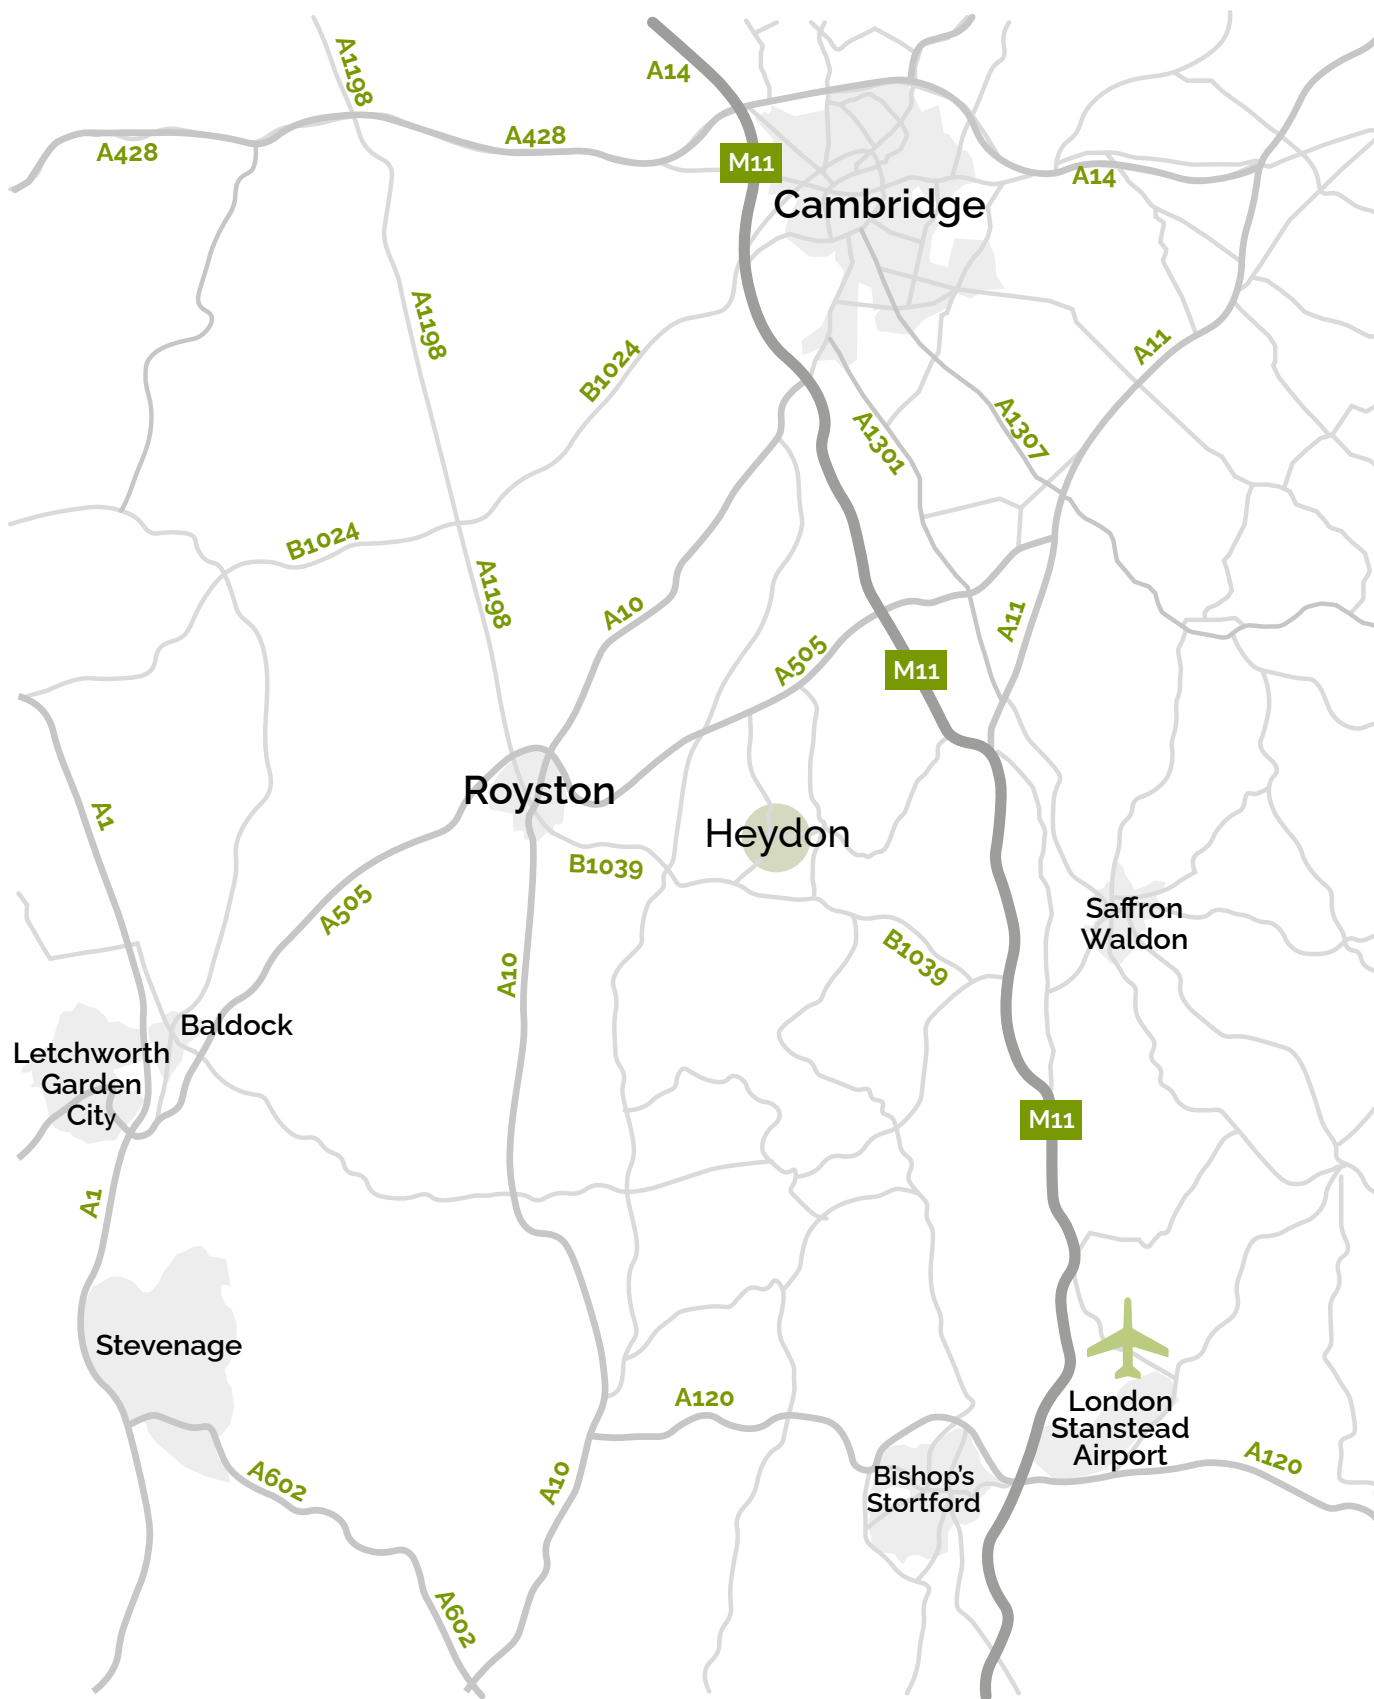 A1198
A14
A428
A428
M11
A14
Cambridge
A1198
A11
B1024
A1301
A1307
B1024
A1198
A10
A11
A505
M11
Royston
A1
Heydon
B1039
A505
Saffron
Waldon
B1039
A10
Baldock
Letchworth
Garden
City
M11
A1
Stevenage
A120
London
Stanstead
Airport
A120
A602
A10
Bishop's
Stortford
A602